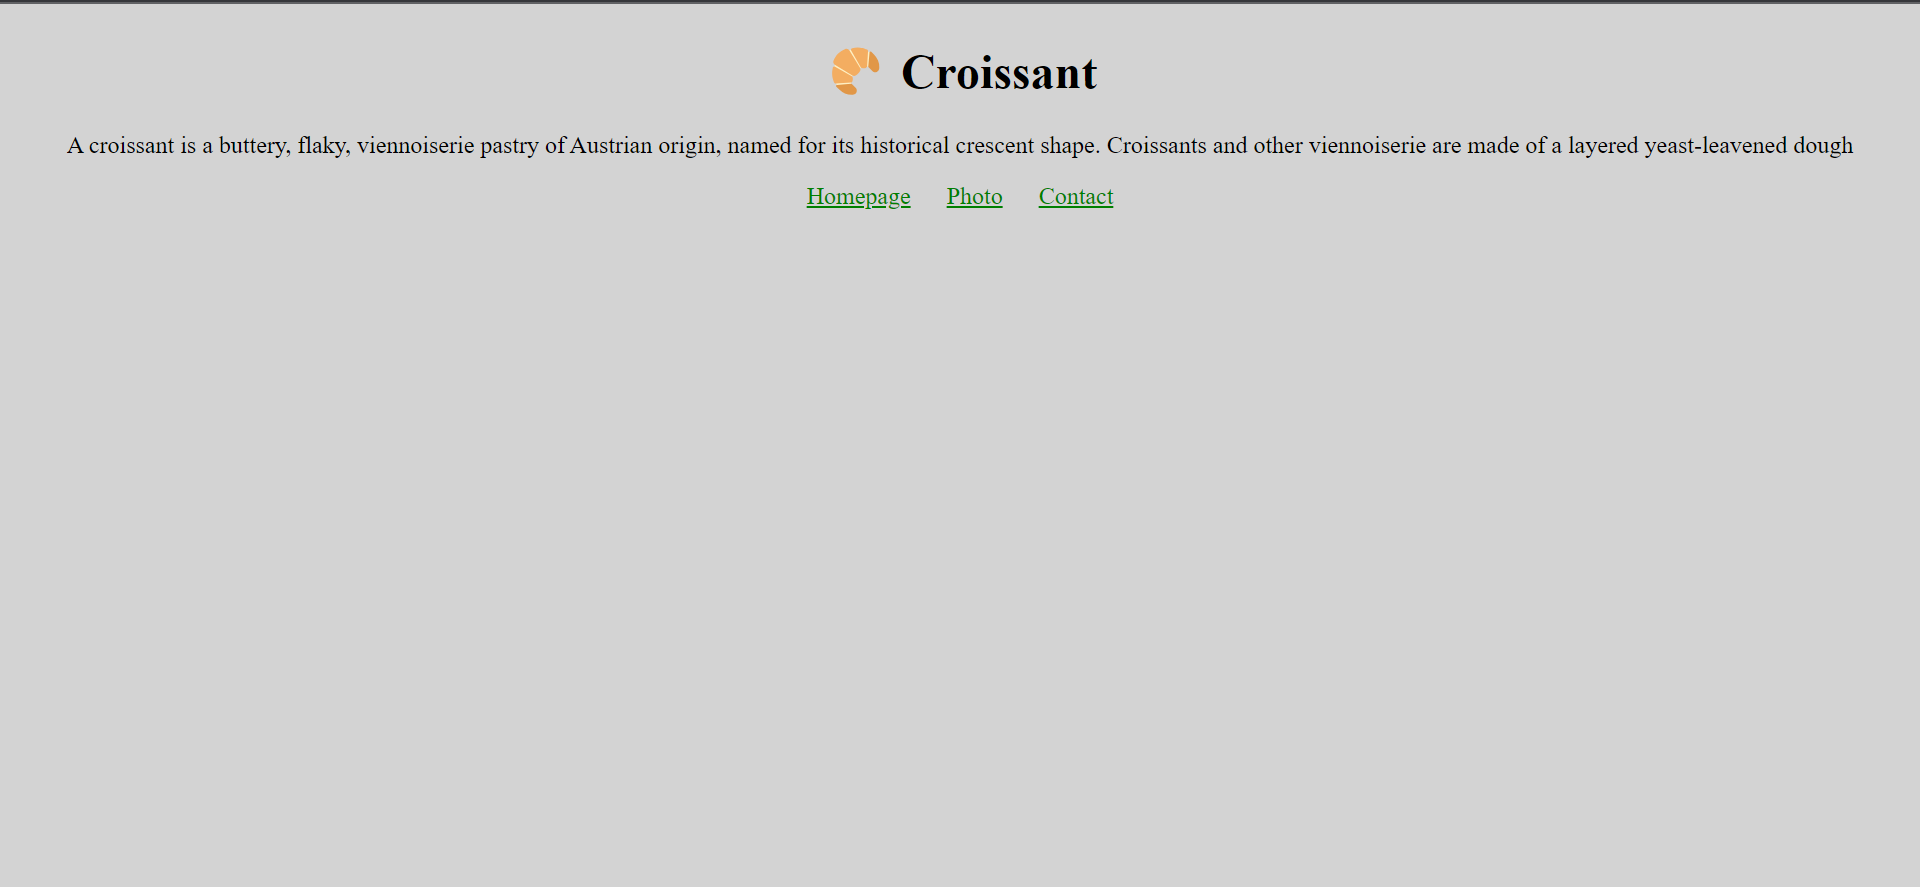 Croissant
A croissant is a buttery, flaky, viennoiserie pastry of Austrian origin, named for its historical crescent shape. Croissants and other viennoiserie are made of a layered yeast-leavened dough
Homepage Photo Contact